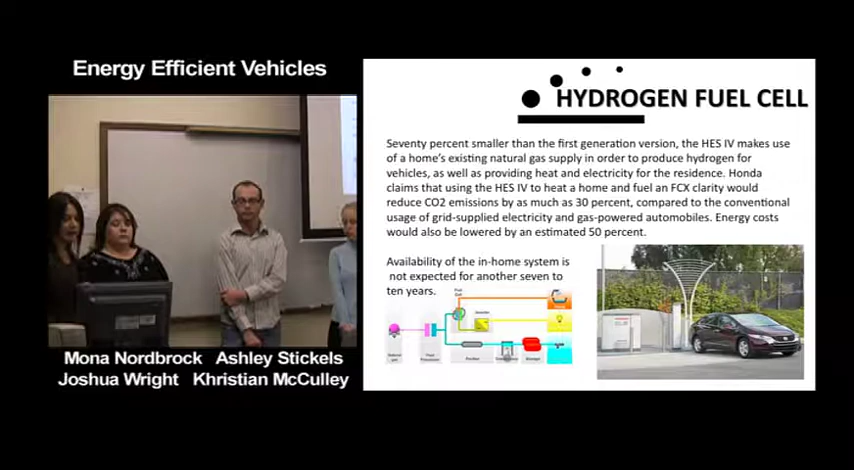 Energy Efficient Vehicles
HYDROGEN FUEL CELL
Seventy percent smaller than the first generation version, the HES IV makes use
of a home's existing natural gas supply in order to produce hydrogen for
vehicles, as well as providing heat and electricity for the residence. Honda
claims that using the HES IV to heat a home and fuel an FCX clarity would
reduce CO2 emissions by as much as 30 percent, compared to the conventional
usage of grid-supplied electricity and gas-powered automobiles. Energy costs
would also be lowered by an estimated 50 percent.
Availability of the in-home system is
not expected for another seven to
ten years.
Mona Nordbrock Ashley Stickels
Joshua Wright Khristian McCulley